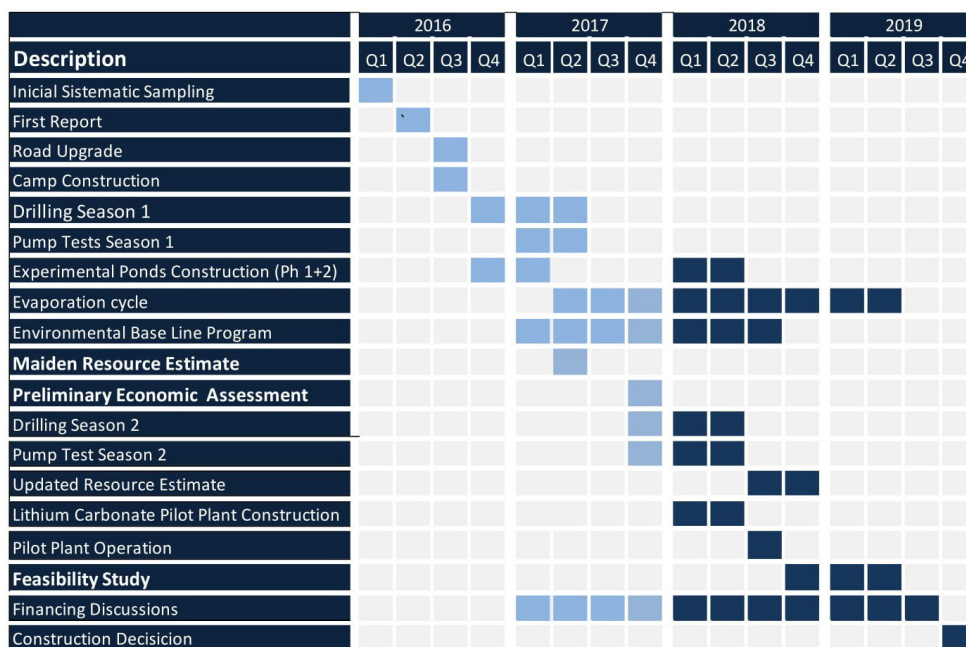 2016 2017 2018 2019
Description Q1 Q2 Q3 Q4 Q1 Q2 Q3 Q4 Q1 Q2 Q3 Q4 Q1 Q2 Q3 Q4
Inicial Sistematic Sampling
First Report `
Road Upgrade
Camp Construction
Drilling Season 1
Pump Tests Season 1
Experimental Ponds Construction (Ph 1+2)
Evaporation cycle
Environmental Base Line Program
Maiden Resource Estimate
Preliminary Economic Assessment
Drilling Season 2
Pump Test Season 2
Updated Resource Estimate
Lithium Carbonate Pilot Plant Construction
Pilot Plant Operation
Feasibility Study
Financing Discussions
Construction Decisicion